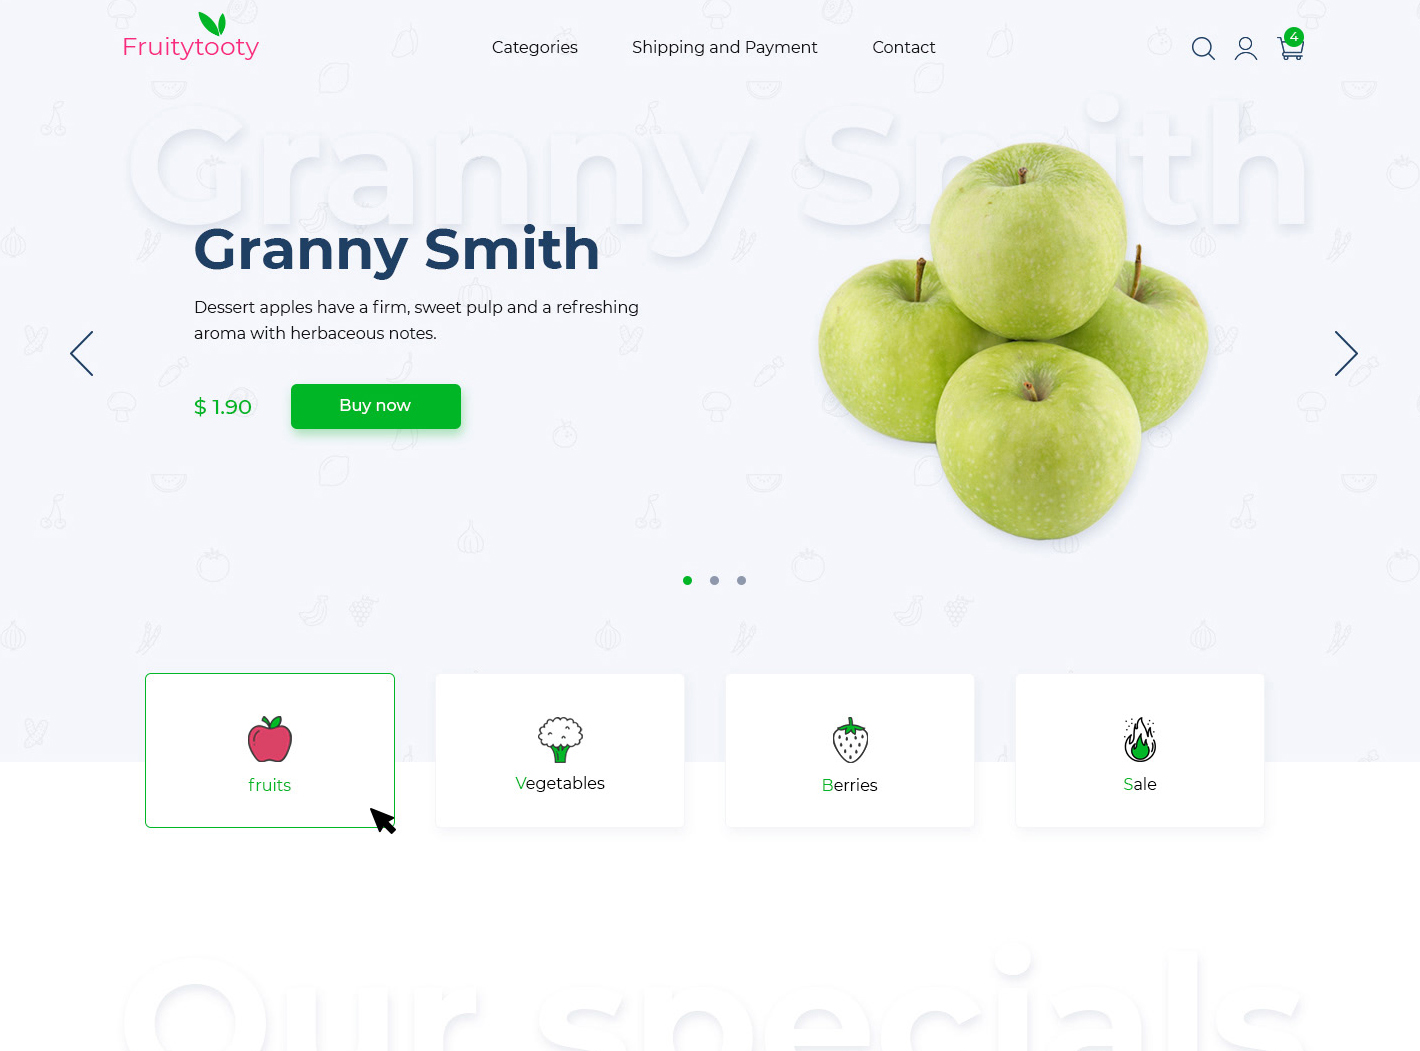 Fruitytooty
Categories
Shipping and Payment
Contact
4
Granny Smith
Granny Smith
Dessert apples have a firm, sweet pulp and a refreshing
aroma with herbaceous notes.
$ 1.90
Buy now
fruits
Vegetables
Berries
Sale
Our specials